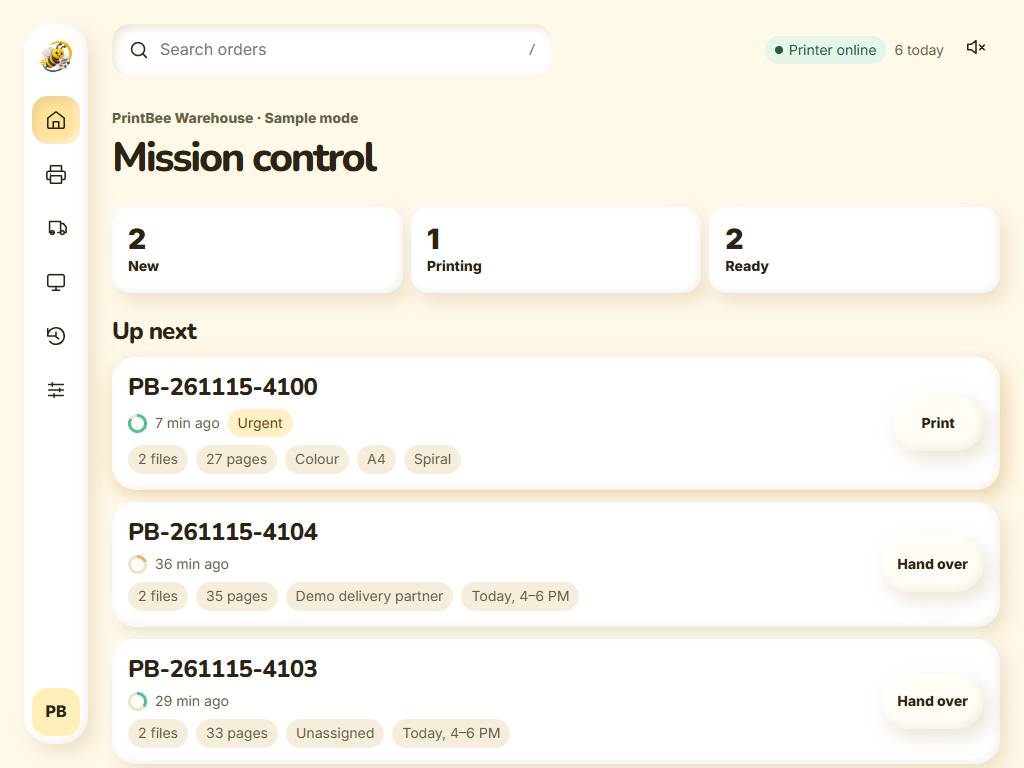 Search orders /
Printer online 6 today
PrintBee Warehouse · Sample mode
Mission control
2 1 2
New Printing Ready
Up next
PB-261115-4100
7 min ago Urgent
Print
2 files 27 pages Colour A4 Spiral
PB-261115-4104
36 min ago
Hand over
2 files 35 pages Demo delivery partner Today, 4–6 PM
PB-261115-4103
29 min ago
Hand over
2 files 33 pages Unassigned Today, 4–6 PM
PB